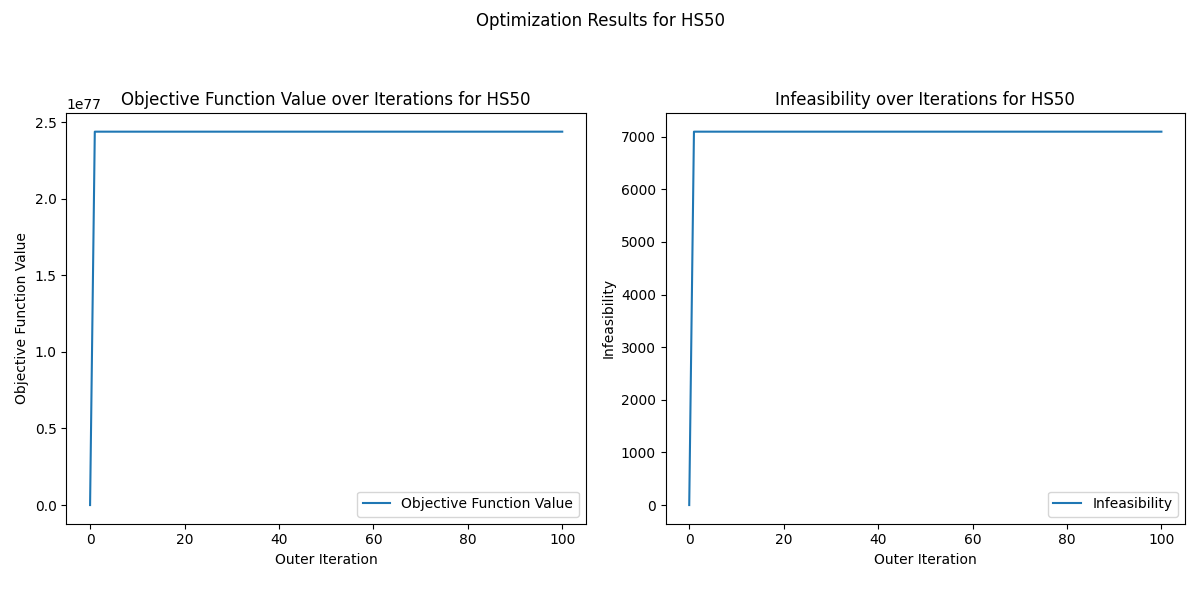 Optimization Results for HS50
Objective Function Value over Iterations for HS50
1e77
2.5
2.0
1.5
1.0
0.5
0.0
Objective Function Value
0 20 40 60 80 100
Outer Iteration
Objective Function Value
Infeasibility over Iterations for HS50
7000
6000
5000
4000
3000
2000
1000
0
Infeasibility
0 20 40 60 80 100
Outer Iteration
Infeasibility